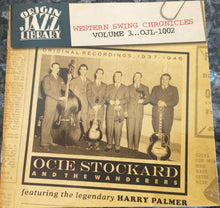 ORIGIN
JAZZ
LIBRARY
WESTERN SWING CHRONICLES
VOLUME 3...OJL-1002
ORIGINAL RECORDINGS, 1937-1946
OCIE STOCKARD
AND THE WANDERERS
featuring the legendary HARRY PALMER